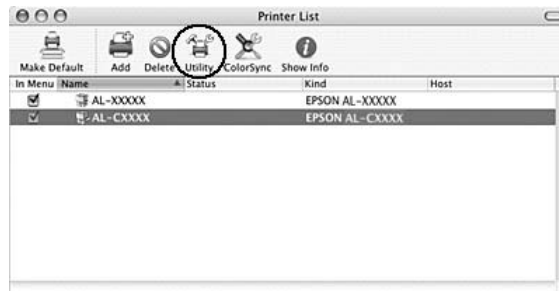 Printer List
Make Default Add Delete Utility ColorSync Show Info
In Menu Name Status Kind Host
AL-XXXXX EPSON AL-XXXXX
AL-CXXXX EPSON AL-CXXXX